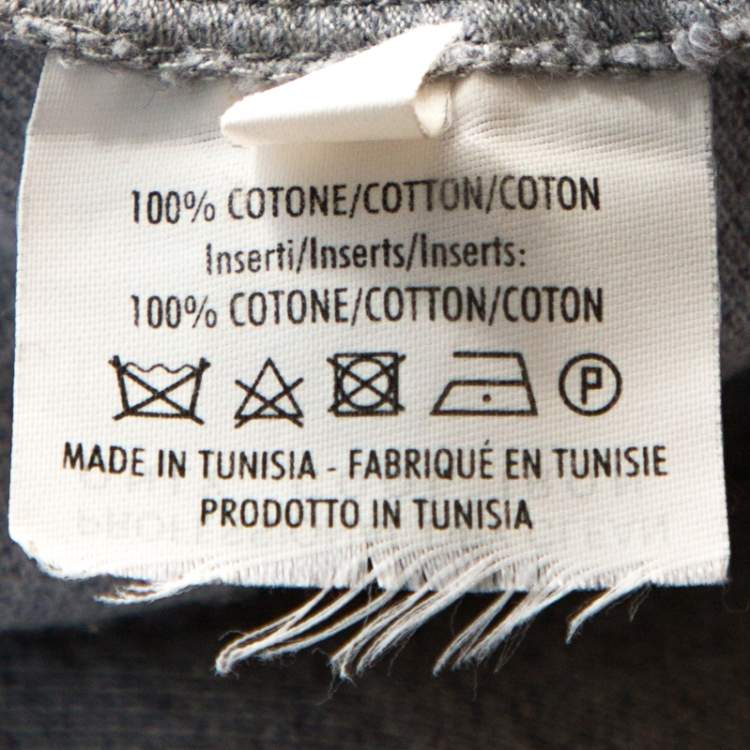 100% COTONE/COTTON/COTON
Inserti/Inserts/Inserts:
100% COTONE/COTTON/COTON
P
MADE IN TUNISIA - FABRIQUÉ EN TUNISIE
PRODOTTO IN TUNISIA